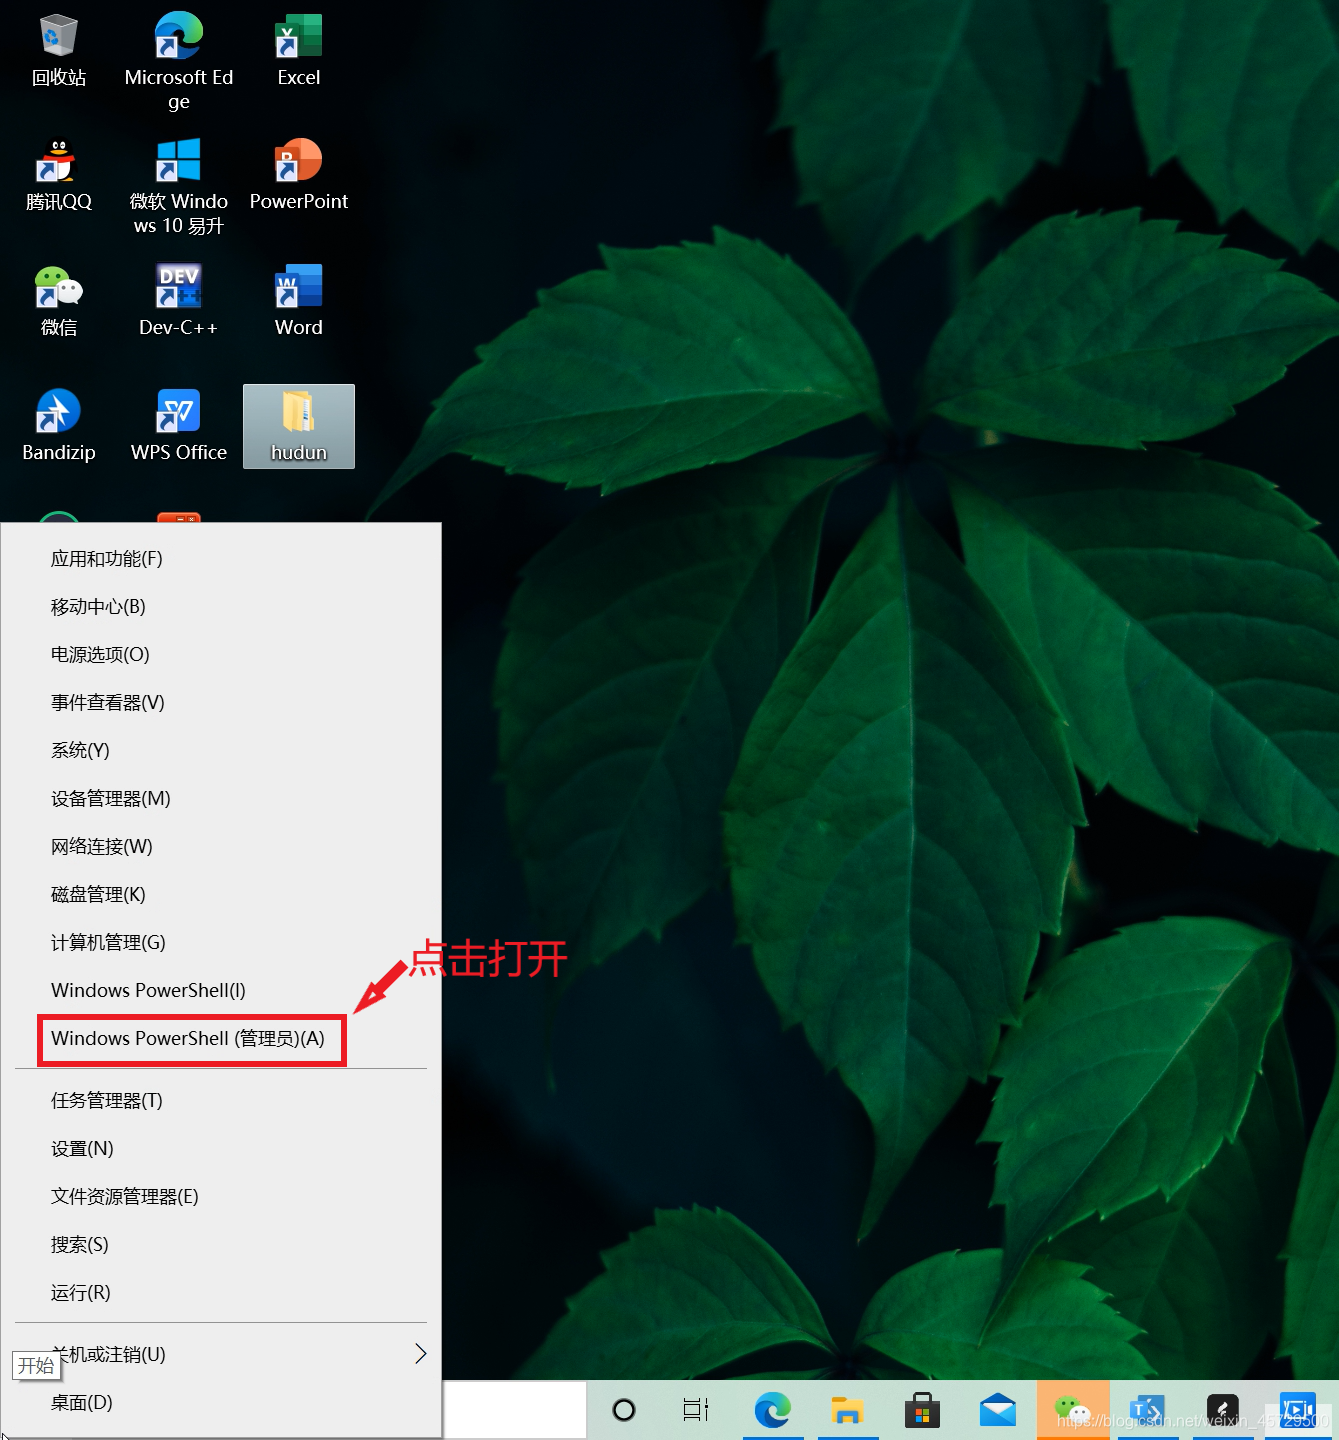 回收站
Microsoft Ed
ge
Excel
腾讯QQ
微软 Windo
ws 10 易升
PowerPoint
微信
DEV
Dev-C++
Word
Bandizip
WPS Office
hudun
应用和功能(F)
移动中心(B)
电源选项(O)
事件查看器(V)
系统(Y)
设备管理器(M)
网络连接(W)
磁盘管理(K)
计算机管理(G)
点击打开
Windows PowerShell(I)
Windows PowerShell (管理员)(A)
任务管理器(T)
设置(N)
文件资源管理器(E)
搜索(S)
运行(R)
关机或注销(U)
开始
桌面(D)
https://blog.csdn.net/weixin_45729500